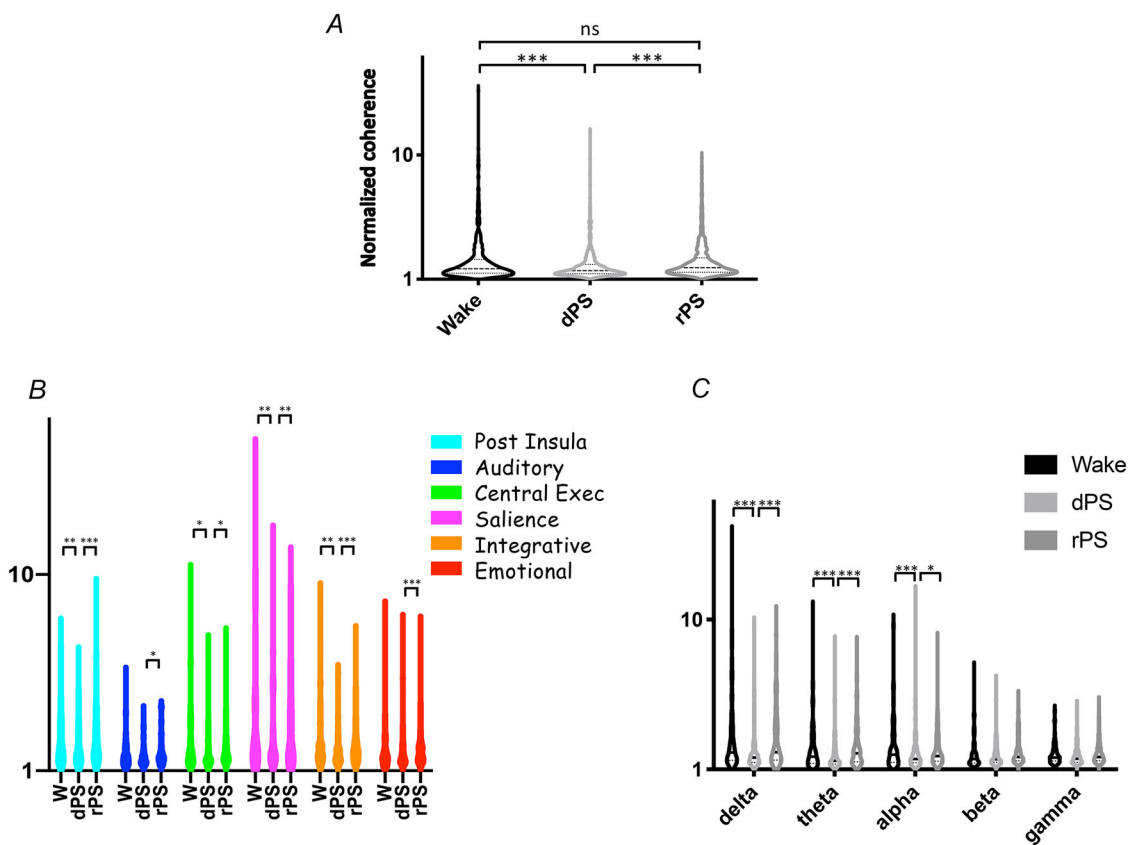 A
ns
*** ***
Normalized coherence
10
1
Wake dPS rPS
B
** ** 
** *** * * ** *** ***
*
10
1
W dPS rPS W dPS rPS W dPS rPS W dPS rPS W dPS rPS W dPS rPS
Post Insula
Auditory
Central Exec
Salience
Integrative
Emotional
C
Wake
dPS
rPS
*** ***
*** *** *** *
10
1
delta theta alpha beta gamma